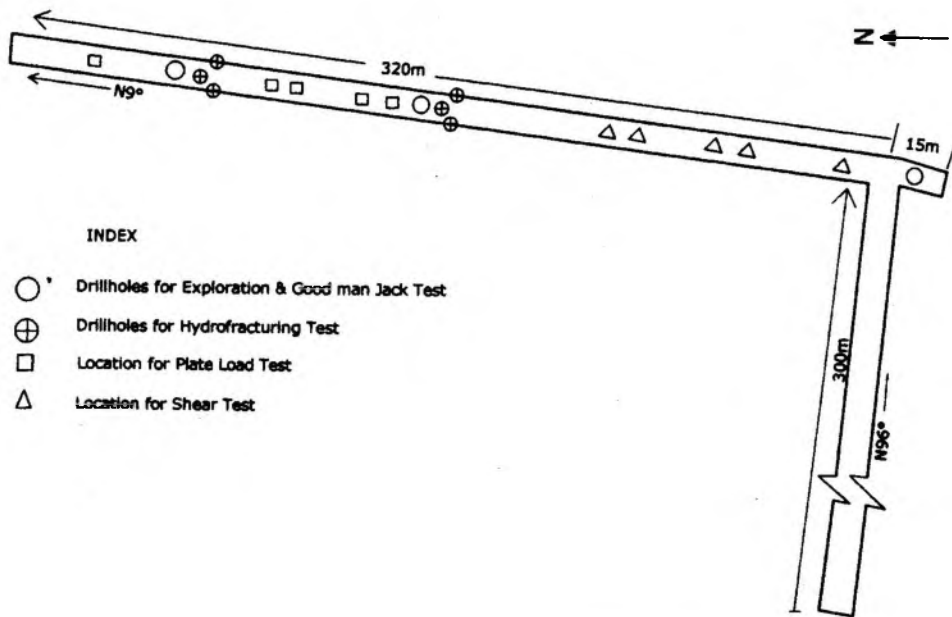 N
320m
N9°
15m
INDEX
Drillholes for Exploration & Good man Jack Test
Drillholes for Hydrofracturing Test
Location for Plate Load Test
Location for Shear Test
300m
N96°